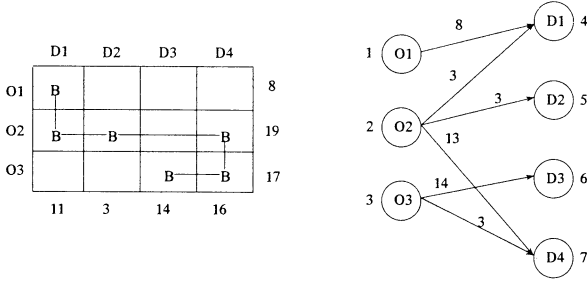 D1 D2 D3 D4
O1 B 8
O2 B B B 19
O3 B B 17
11 3 14 16
8 D1 4
1 O1
3
3 D2 5
2 O2
13
14 D3 6
3 O3
3
D4 7